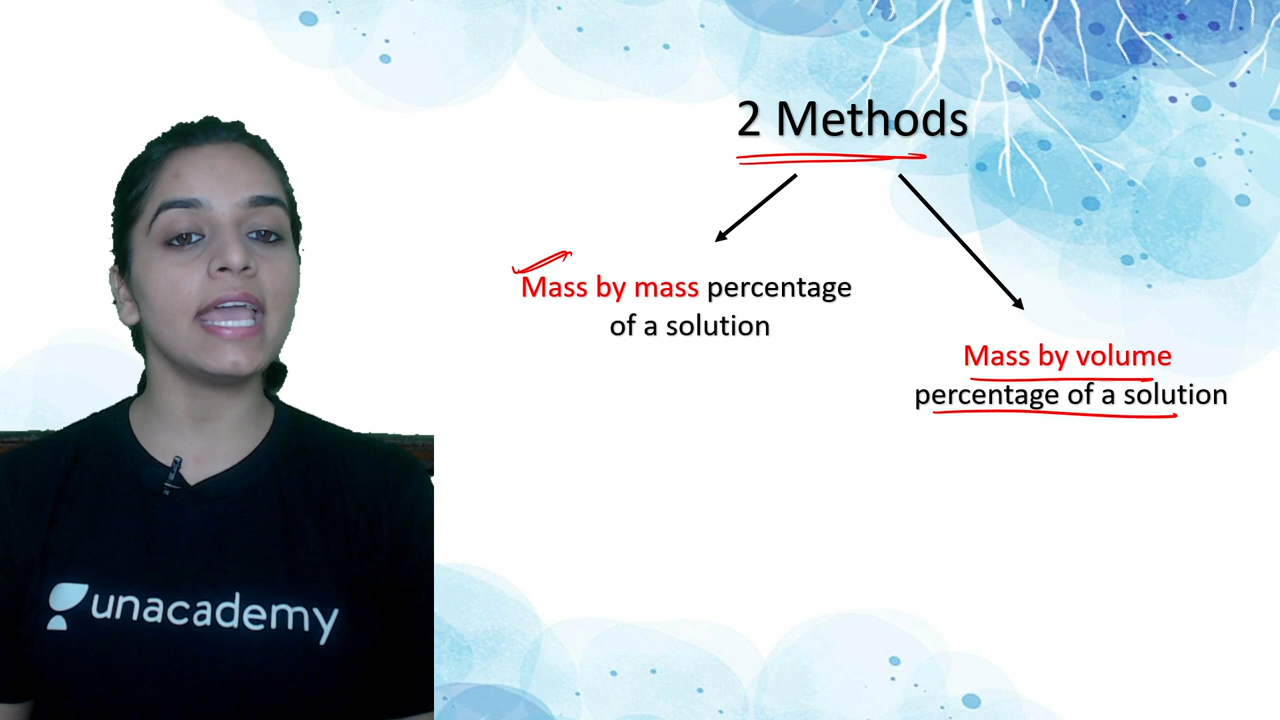 2 Methods
Mass by mass percentage
of a solution
Mass by volume
percentage of a solution
unacademy